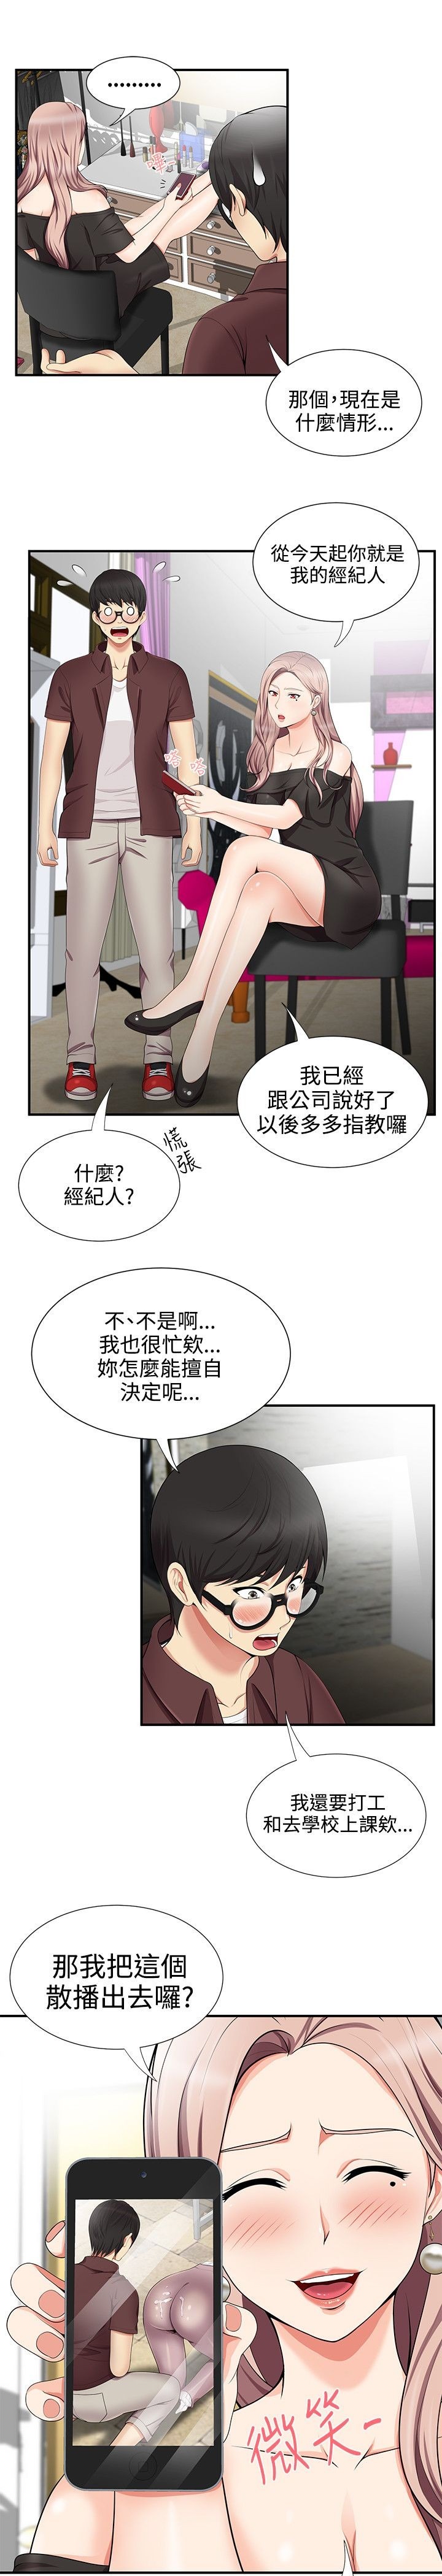 ………
嗶~
那個，現在是
什麼情形…
從今天起你就是
我的經紀人
喀 喀
我已經
跟公司說好了
以後多多指教囉
慌張
什麼?
經紀人?
不、不是啊…
我也很忙欸…
妳怎麼能擅自
決定呢…
我還要打工
和去學校上課欸…
那我把這個
散播出去囉?
微笑~